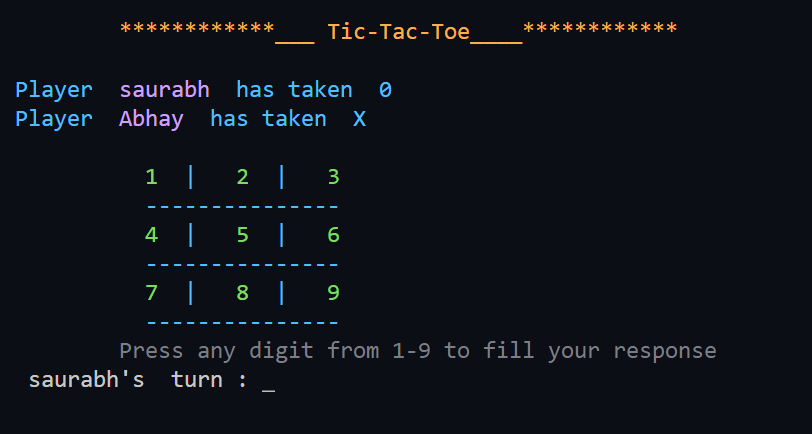 ************___ Tic-Tac-Toe____************
Player saurabh has taken 0
Player Abhay has taken X
1 | 2 | 3
---------------
4 | 5 | 6
---------------
7 | 8 | 9
---------------
Press any digit from 1-9 to fill your response
saurabh's turn : _